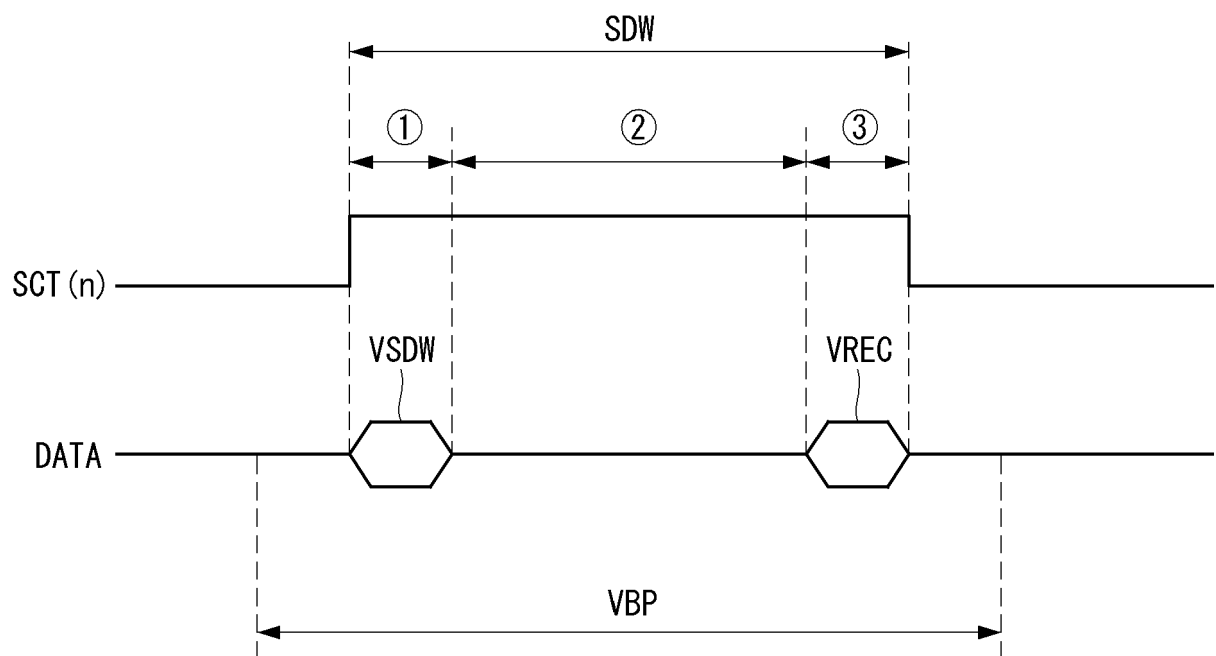 SDW
① ② ③
SCT(n)
VSDW VREC
DATA
VBP